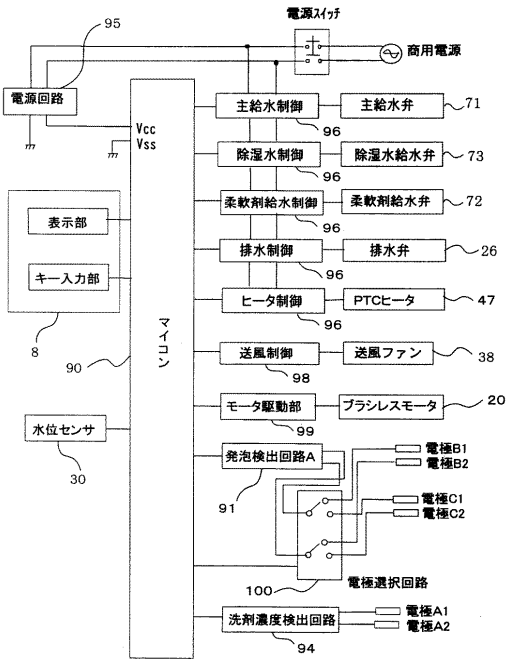 電源スイッチ
95
商用電源
電源回路
Vcc
Vss
主給水制御
主給水弁
71
96
除湿水制御
除湿水給水弁
73
96
柔軟剤給水制御
柔軟剤給水弁
72
96
排水制御
排水弁
26
96
ヒータ制御
PTCヒータ
47
96
表示部
キー入力部
8
90
マイコン
送風制御
送風ファン
38
98
モータ駆動部
ブラシレスモータ
20
99
水位センサ
30
発泡検出回路A
91
電極B1
電極B2
電極C1
電極C2
100
電極選択回路
洗剤濃度検出回路
94
電極A1
電極A2